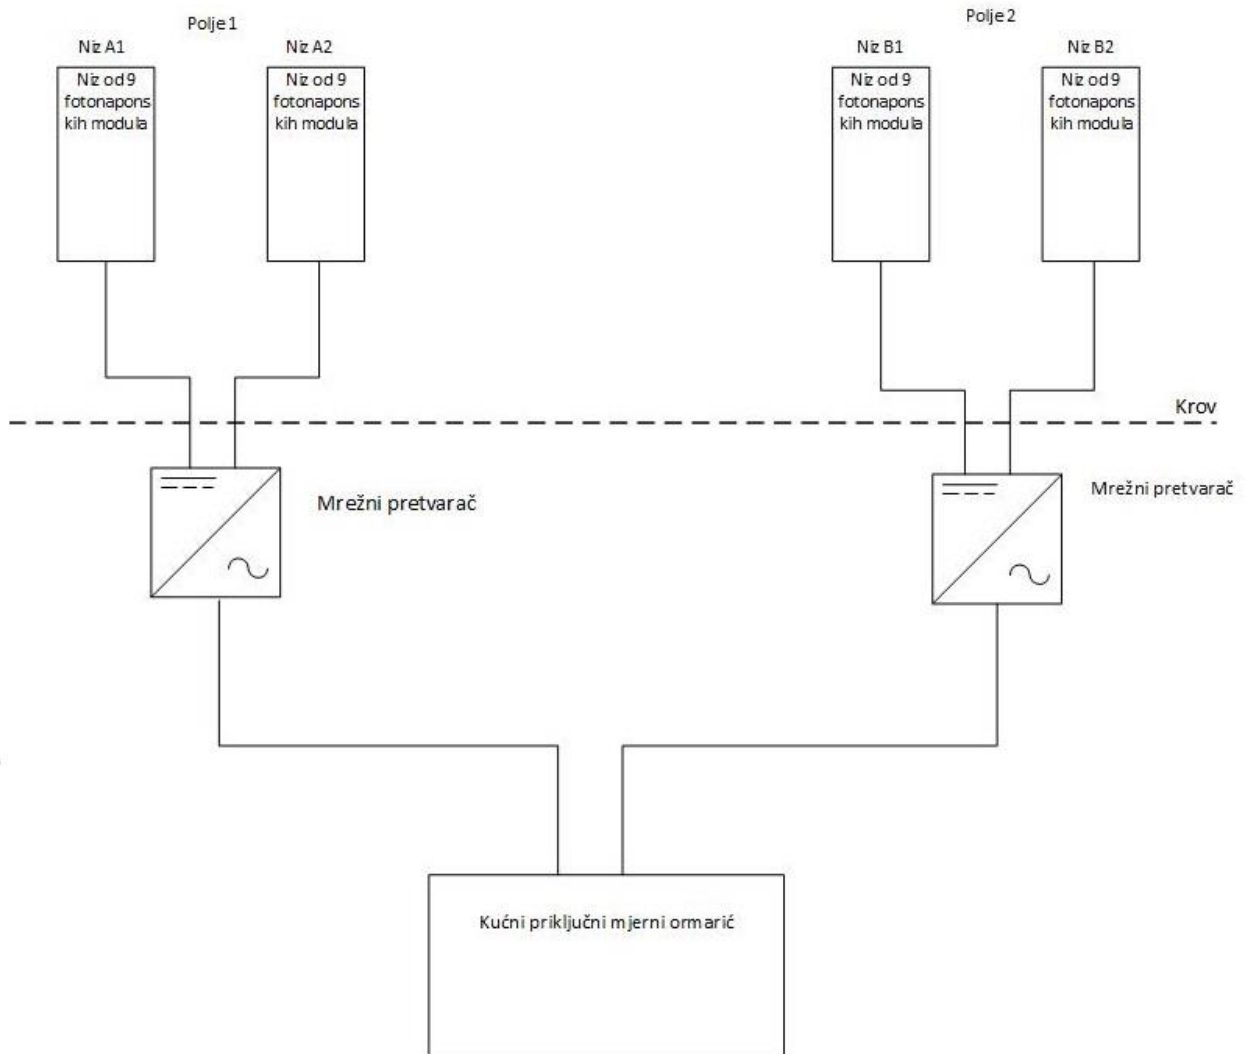 Polje 1
Polje 2
Niz A1
Niz A2
Niz B1
Niz B2
Niz od 9
fotonapons
kih modula
Niz od 9
fotonapons
kih modula
Niz od 9
fotonapons
kih modula
Niz od 9
fotonapons
kih modula
Krov
Mrežni pretvarač
Mrežni pretvarač
Kućni priključni mjerni ormarić